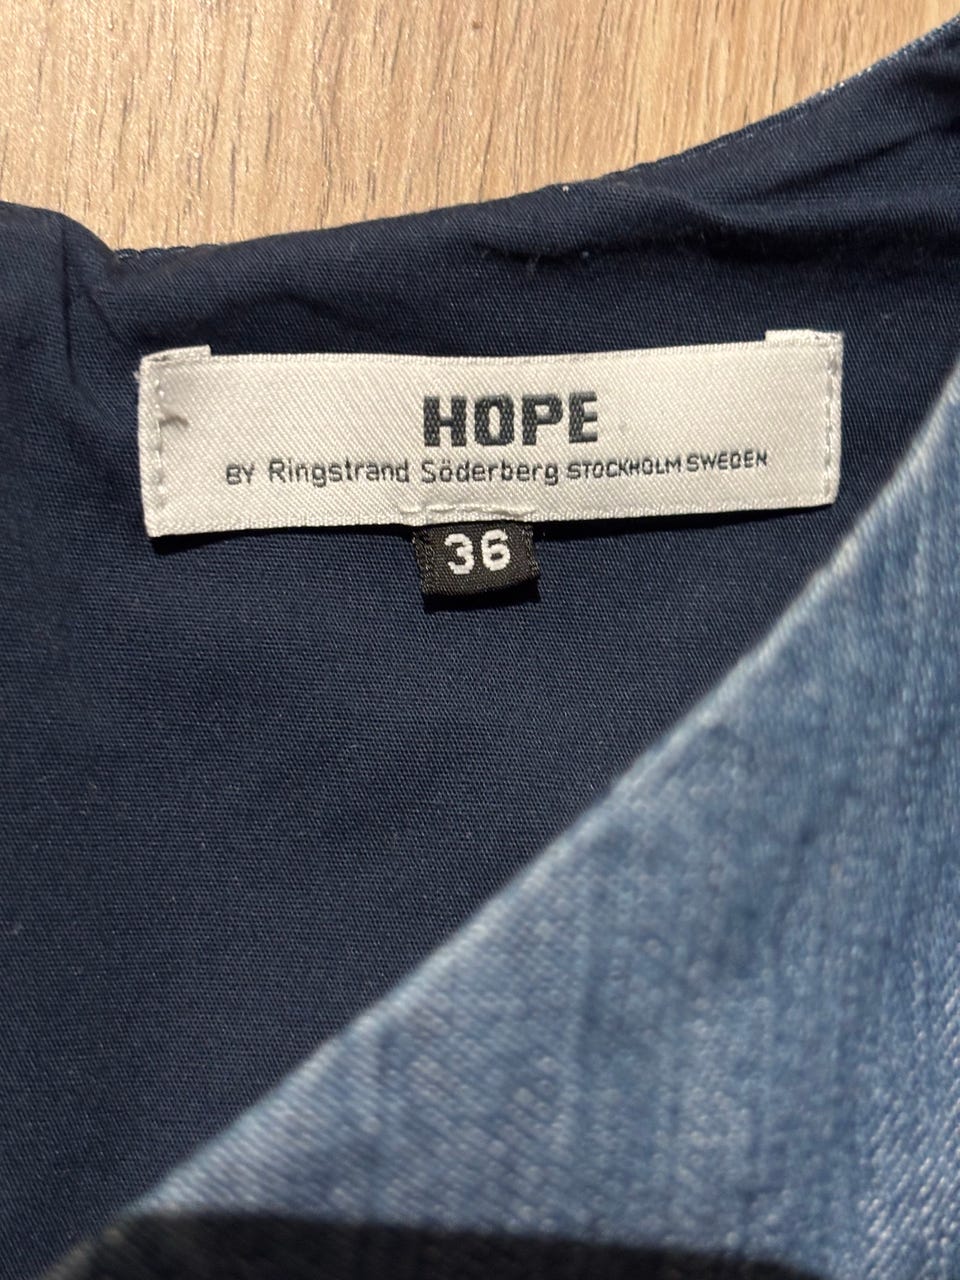 HOPE
BY Ringstrand Söderberg STOCKHOLM SWEDEN
36